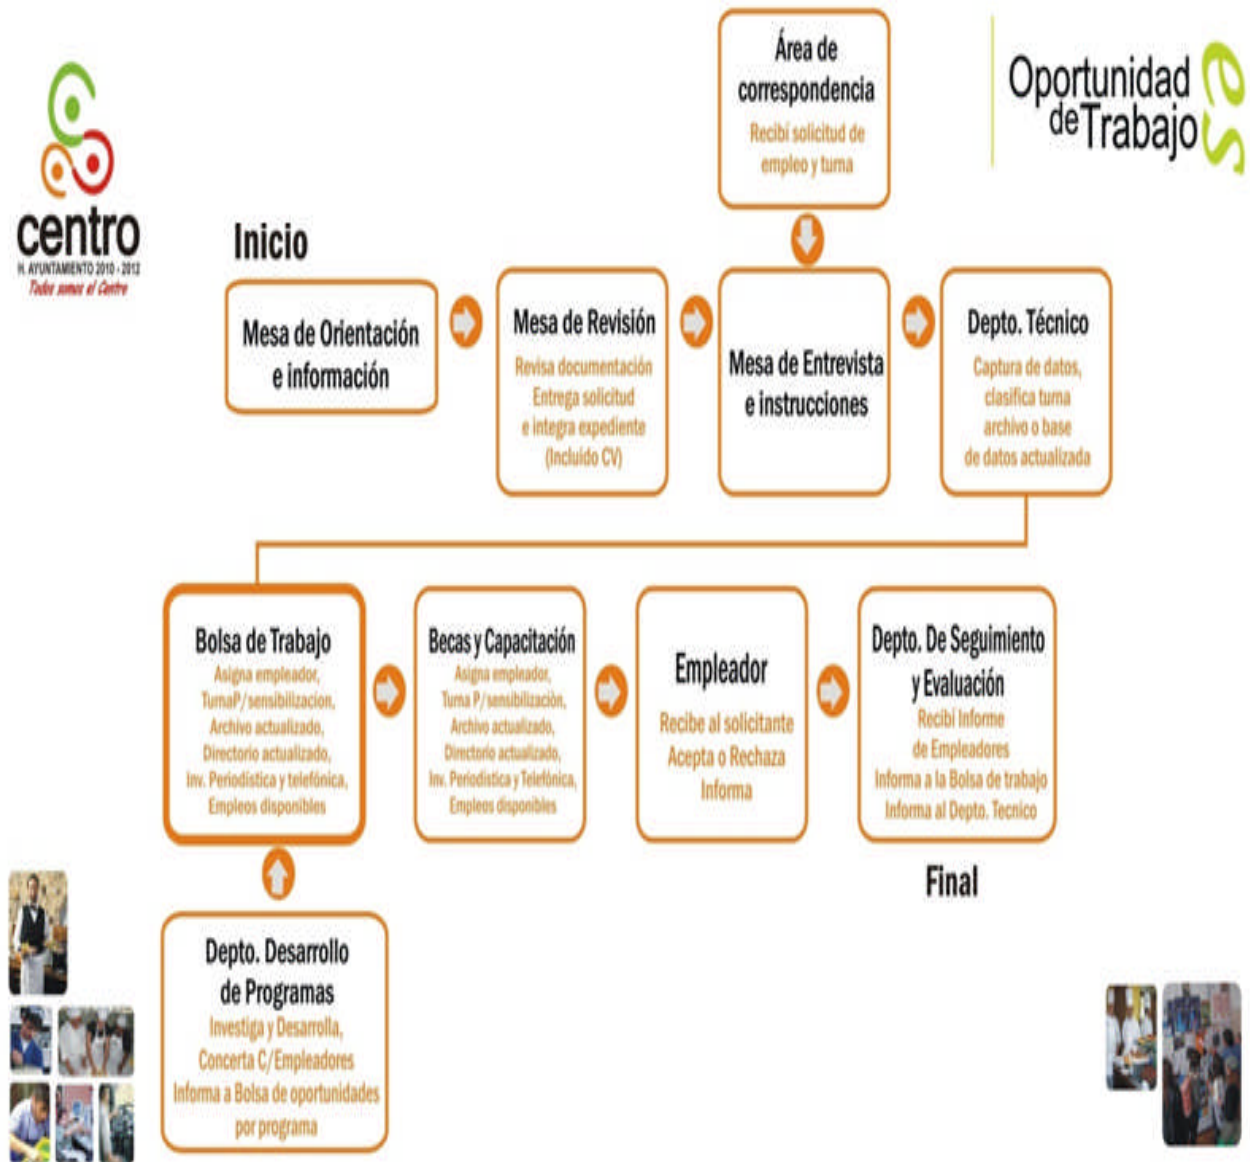 Área de
correspondencia
Recibí solicitud de
empleo y turna
Oportunidad es
de Trabajo
centro
H. AYUNTAMIENTO 2010 - 2012
Todos somos el Centro
Inicio
Mesa de Orientación
e información
Mesa de Revisión
Revisa documentación
Entrega solicitud
e integra expediente
(Incluído CV)
Mesa de Entrevista
e instrucciones
Depto. Técnico
Captura de datos,
clasifica turna
archivo o base
de datos actualizada
Bolsa de Trabajo
Asigna empleador,
TurnaP/sensibilizacion,
Archivo actualizado,
Directorio actualizado,
Inv. Periodística y telefónica,
Empleos disponibles
Becas y Capacitación
Asigna empleador,
Turna P/sensibilización,
Archivo actualizado,
Directorio actualizado,
Inv. Periodistica y Telefónica,
Empleos disponibles
Empleador
Recibe al solicitante
Acepta o Rechaza
Informa
Depto. De Seguimiento
y Evaluación
Recibí Informe
de Empleadores
Informa a la Bolsa de trabajo
Informa al Depto. Tecnico
Final
Depto. Desarrollo
de Programas
Investiga y Desarrolla,
Concerta C/Empleadores
Informa a Bolsa de oportunidades
por programa